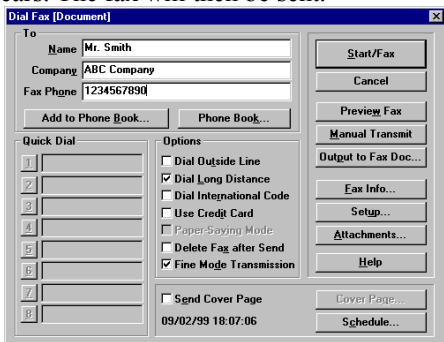 ears. The fax will then be sent.
Dial Fax [Document]
To
Name Mr. Smith
Company ABC Company
Fax Phone 1234567890
Add to Phone Book... Phone Book...
Start/Fax
Cancel
Preview Fax
Manual Transmit
Output to Fax Doc...
Fax Info...
Setup...
Attachments...
Help
Quick Dial
1
2
3
4
5
6
7
8
Options
Dial Outside Line
Dial Long Distance
Dial International Code
Use Credit Card
Paper-Saving Mode
Delete Fax after Send
Fine Mode Transmission
Send Cover Page
Cover Page...
09/02/99 18:07:06
Schedule...